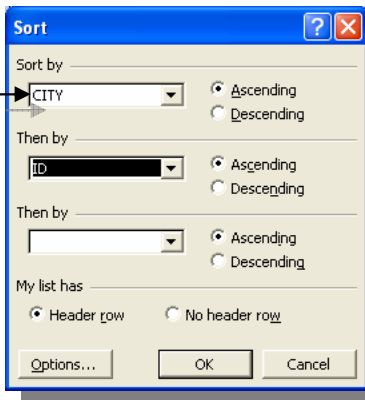 Sort
Sort by
CITY
Ascending
Descending
Then by
ID
Ascending
Descending
Then by
Ascending
Descending
My list has
Header row
No header row
Options...
OK
Cancel